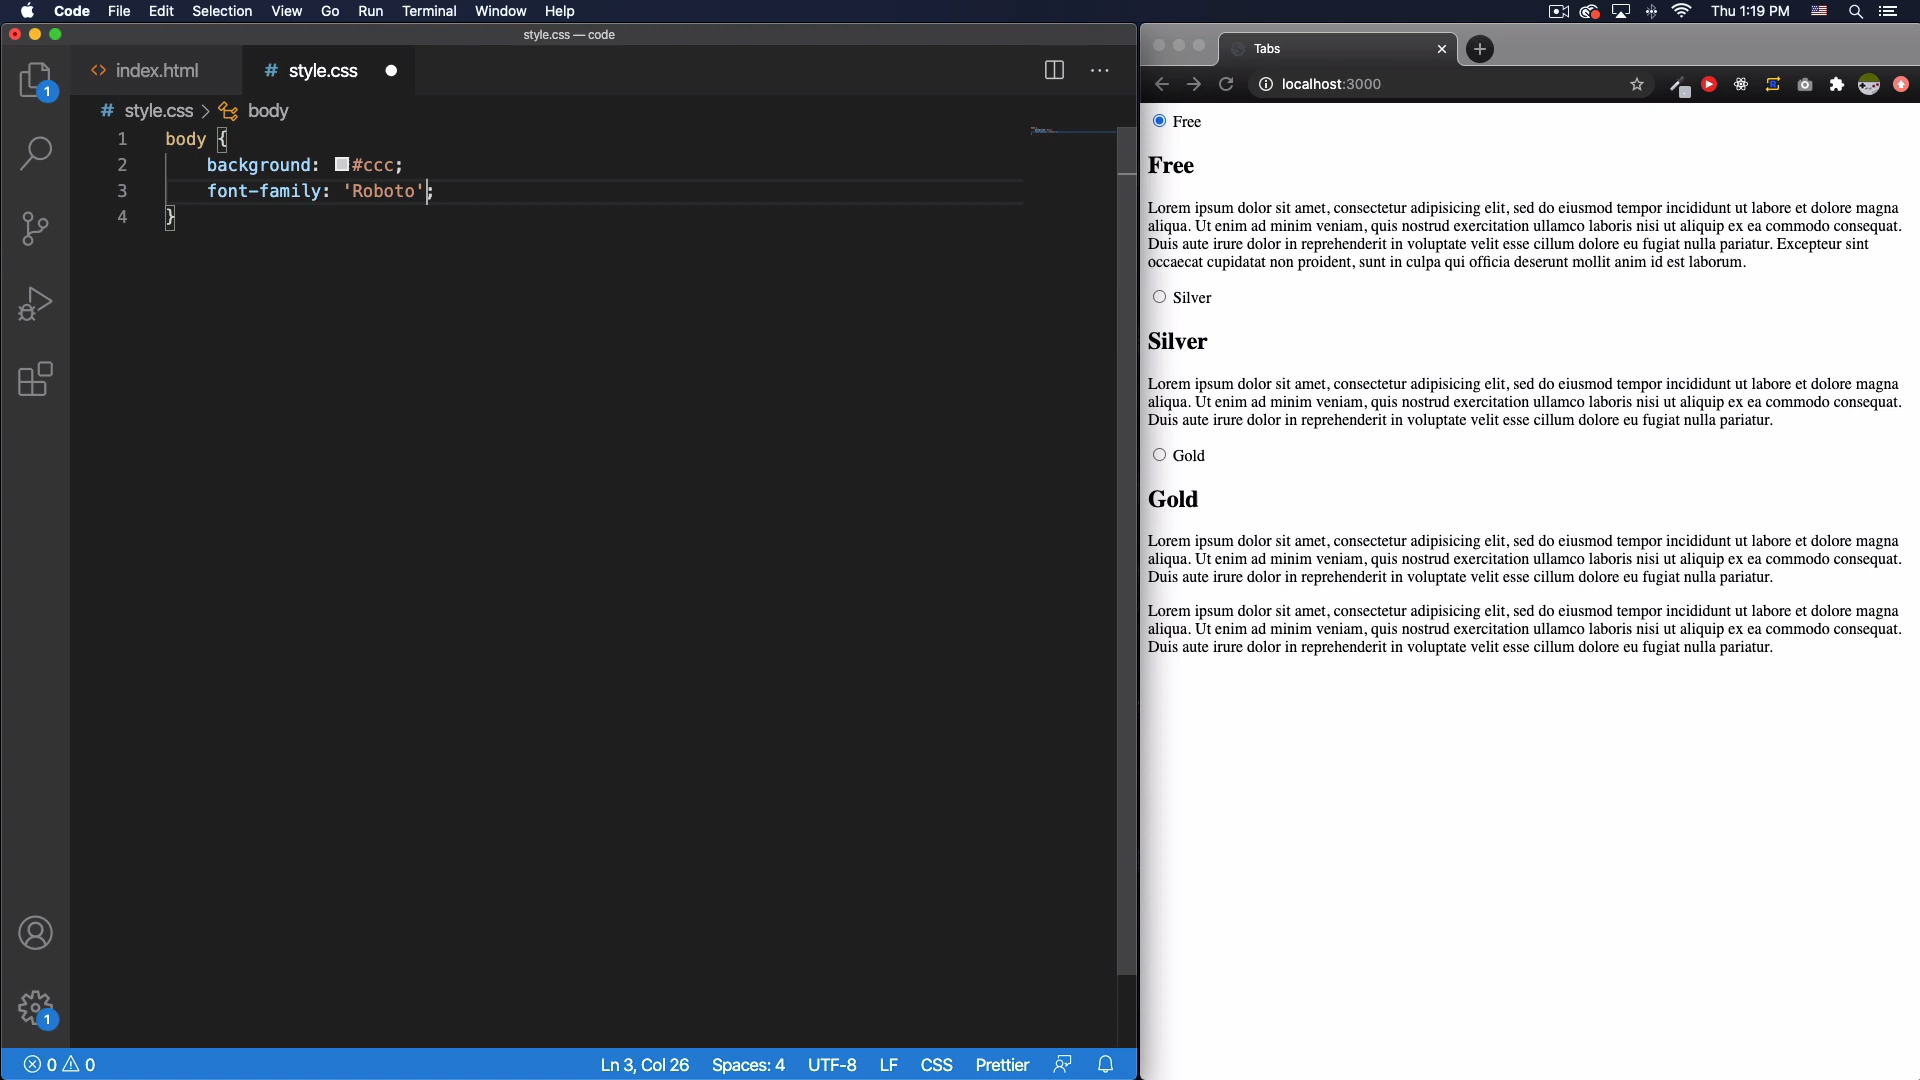 Code File Edit Selection View Go Run Terminal Window Help
Thu 1:19 PM
style.css — code
index.html
# style.css
1
# style.css > body
1 body {
2 background: #ccc;
3 font-family: 'Roboto';
4 }
1
0 0
Ln 3, Col 26
Spaces: 4
UTF-8
LF
CSS
Prettier
Tabs
localhost:3000
Free
Free
Lorem ipsum dolor sit amet, consectetur adipisicing elit, sed do eiusmod tempor incididunt ut labore et dolore magna
aliqua. Ut enim ad minim veniam, quis nostrud exercitation ullamco laboris nisi ut aliquip ex ea commodo consequat.
Duis aute irure dolor in reprehenderit in voluptate velit esse cillum dolore eu fugiat nulla pariatur. Excepteur sint
occaecat cupidatat non proident, sunt in culpa qui officia deserunt mollit anim id est laborum.
Silver
Silver
Lorem ipsum dolor sit amet, consectetur adipisicing elit, sed do eiusmod tempor incididunt ut labore et dolore magna
aliqua. Ut enim ad minim veniam, quis nostrud exercitation ullamco laboris nisi ut aliquip ex ea commodo consequat.
Duis aute irure dolor in reprehenderit in voluptate velit esse cillum dolore eu fugiat nulla pariatur.
Gold
Gold
Lorem ipsum dolor sit amet, consectetur adipisicing elit, sed do eiusmod tempor incididunt ut labore et dolore magna
aliqua. Ut enim ad minim veniam, quis nostrud exercitation ullamco laboris nisi ut aliquip ex ea commodo consequat.
Duis aute irure dolor in reprehenderit in voluptate velit esse cillum dolore eu fugiat nulla pariatur.
Lorem ipsum dolor sit amet, consectetur adipisicing elit, sed do eiusmod tempor incididunt ut labore et dolore magna
aliqua. Ut enim ad minim veniam, quis nostrud exercitation ullamco laboris nisi ut aliquip ex ea commodo consequat.
Duis aute irure dolor in reprehenderit in voluptate velit esse cillum dolore eu fugiat nulla pariatur.